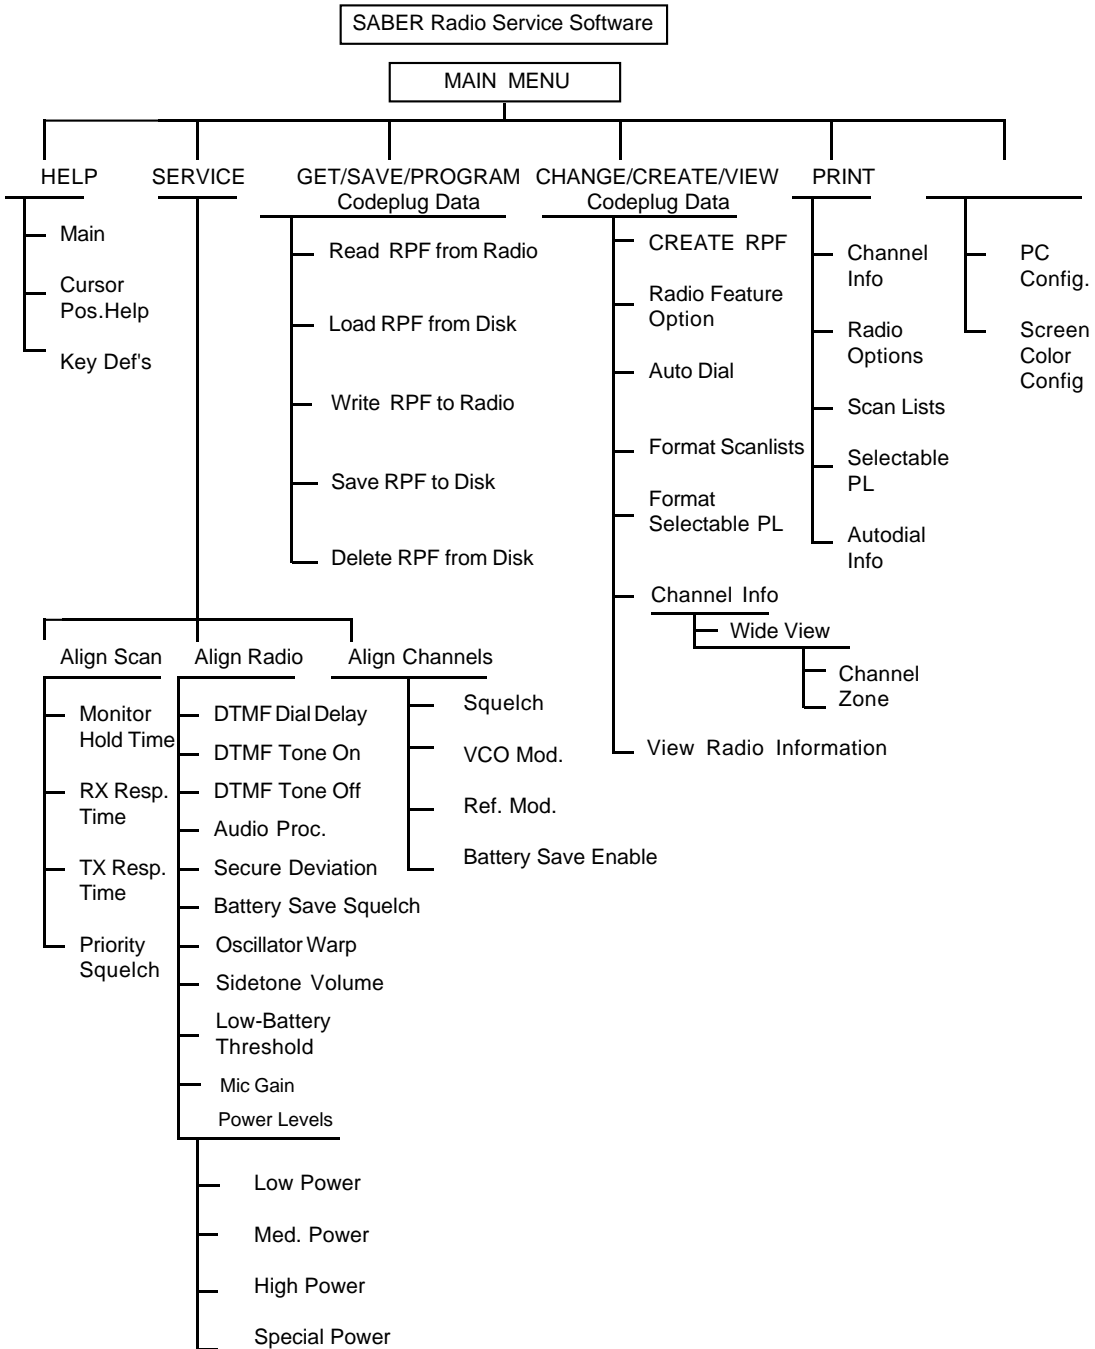 SABER Radio Service Software
MAIN MENU
HELP
Main
Cursor
Pos.Help
Key Def's
SERVICE
Align Scan
Monitor
Hold Time
RX Resp.
Time
TX Resp.
Time
Priority
Squelch
Align Radio
DTMF Dial Delay
DTMF Tone On
DTMF Tone Off
Audio Proc.
Secure Deviation
Battery Save Squelch
Oscillator Warp
Sidetone Volume
Low-Battery
Threshold
Mic Gain
Power Levels
Low Power
Med. Power
High Power
Special Power
Align Channels
Squelch
VCO Mod.
Ref. Mod.
Battery Save Enable
GET/SAVE/PROGRAM
Codeplug Data
Read RPF from Radio
Load RPF from Disk
Write RPF to Radio
Save RPF to Disk
Delete RPF from Disk
CHANGE/CREATE/VIEW
Codeplug Data
CREATE RPF
Radio Feature
Option
Auto Dial
Format Scanlists
Format
Selectable PL
Channel Info
Wide View
Channel
Zone
View Radio Information
PRINT
Channel
Info
Radio
Options
Scan Lists
Selectable
PL
Autodial
Info
PC
Config.
Screen
Color
Config